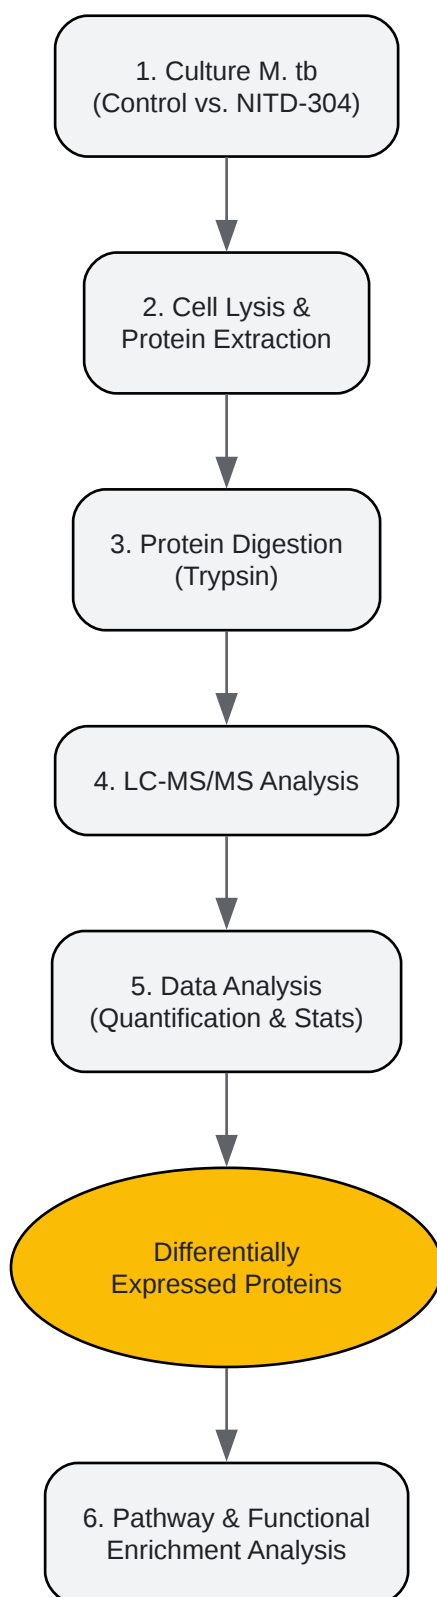 1. Culture M. tb
(Control vs. NITD-304)
2. Cell Lysis &
Protein Extraction
3. Protein Digestion
(Trypsin)
4. LC-MS/MS Analysis
5. Data Analysis
(Quantification & Stats)
Differentially
Expressed Proteins
6. Pathway & Functional
Enrichment Analysis